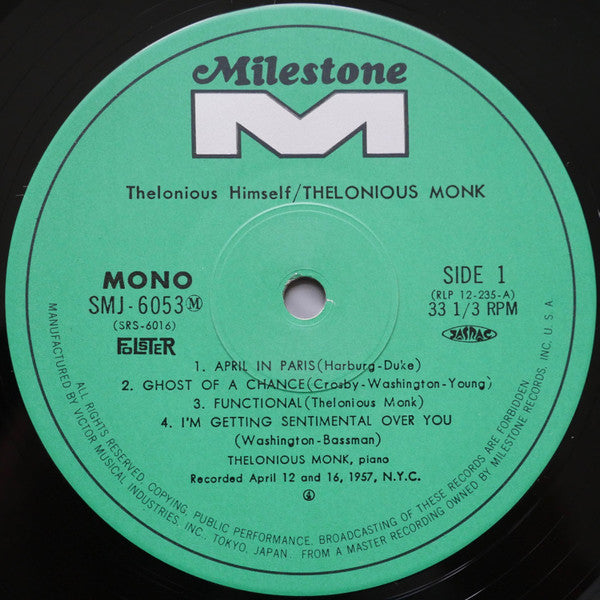 Milestone
M
Thelonious Himself/THELONIOUS MONK
MONO
SMJ-6053 Ⓜ
(SRS-6016)
FOLSTER
SIDE 1
(RLP 12-235-A)
33 1/3 RPM
JASRAC
1. APRIL IN PARIS (Harburg-Duke)
2. GHOST OF A CHANCE (Crosby-Washington-Young)
3. FUNCTIONAL (Thelonious Monk)
4. I'M GETTING SENTIMENTAL OVER YOU
(Washington-Bassman)
THELONIOUS MONK, piano
Recorded April 12 and 16, 1957, N.Y.C.
MANUFACTURED BY VICTOR MUSICAL INDUSTRIES, INC. TOKYO, JAPAN. FROM A MASTER RECORDING OWNED BY MILESTONE RECORDS, INC. U.S.A.
ALL RIGHTS RESERVED. COPYING, PUBLIC PERFORMANCE, BROADCASTING OF THESE RECORDS ARE FORBIDDEN